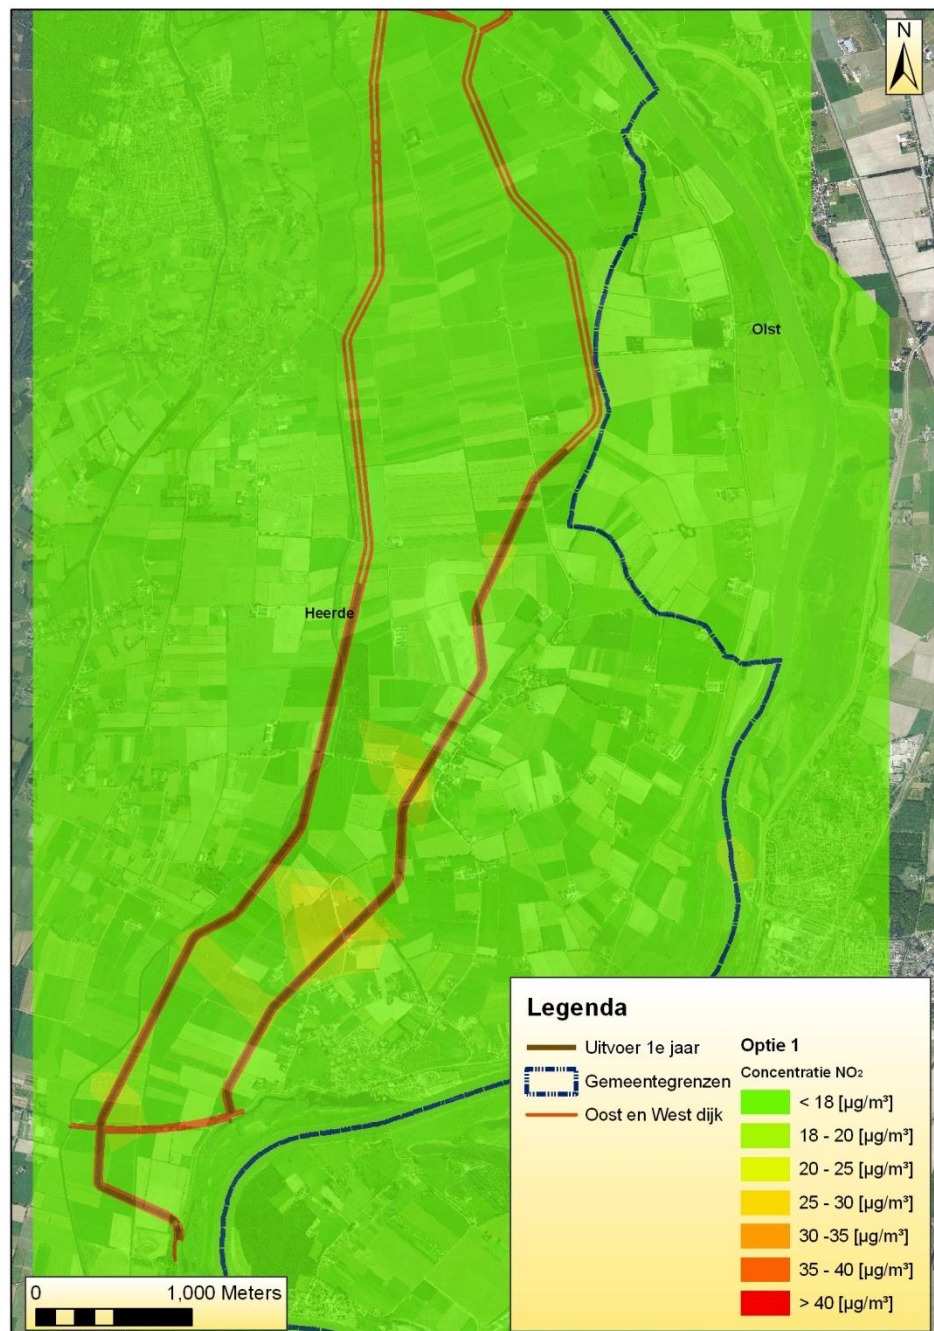 N
Olst
Heerde
Legenda
Uitvoer 1e jaar
Gemeentegrenzen
Oost en West dijk
Optie 1
Concentratie NO₂
< 18 [µg/m³]
18 - 20 [µg/m³]
20 - 25 [µg/m³]
25 - 30 [µg/m³]
30 -35 [µg/m³]
35 - 40 [µg/m³]
> 40 [µg/m³]
0 1,000 Meters